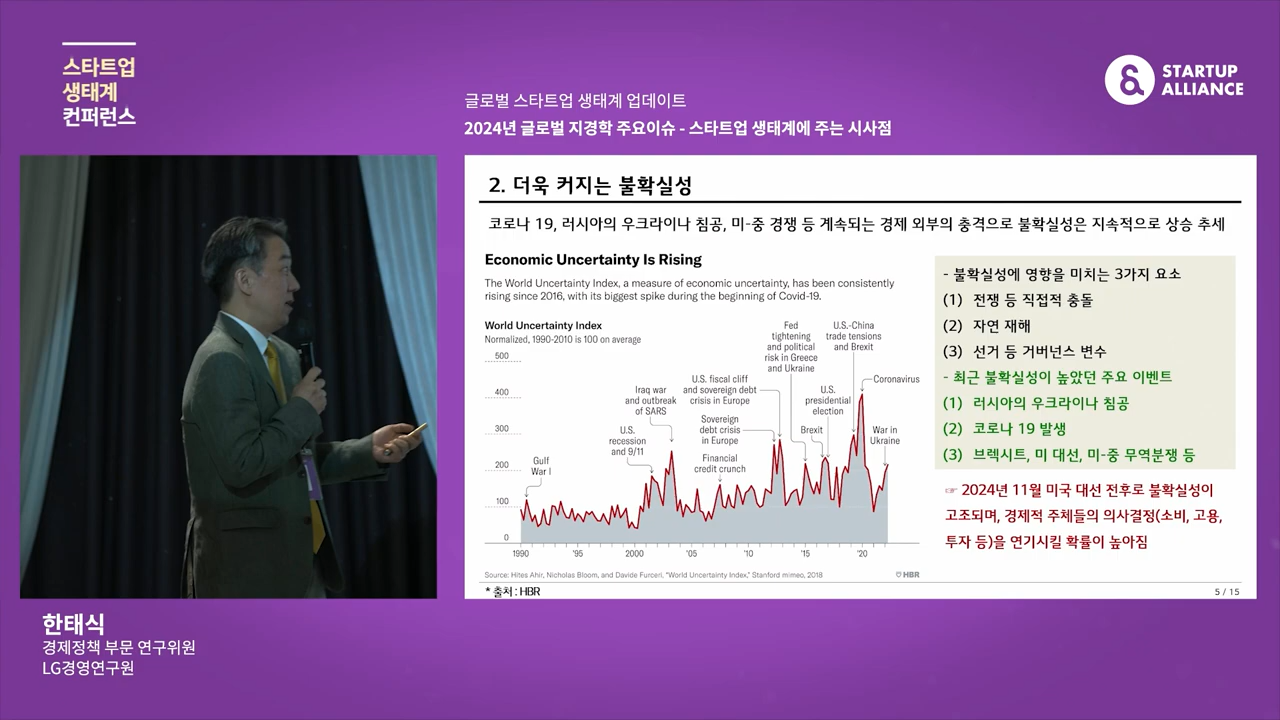 스타트업
생태계
컨퍼런스
STARTUP
ALLIANCE
글로벌 스타트업 생태계 업데이트
2024년 글로벌 지경학 주요이슈 - 스타트업 생태계에 주는 시사점
2. 더욱 커지는 불확실성
코로나 19, 러시아의 우크라이나 침공, 미-중 경쟁 등 계속되는 경제 외부의 충격으로 불확실성은 지속적으로 상승 추세
Economic Uncertainty Is Rising
The World Uncertainty Index, a measure of economic uncertainty, has been consistently
rising since 2016, with its biggest spike during the beginning of Covid-19.
World Uncertainty Index
Normalized, 1990-2010 is 100 on average
500
400
300
200
100
0
Gulf
War I
U.S.
recession
and 9/11
Iraq war
and outbreak
of SARS
Financial
credit crunch
Sovereign
debt crisis
in Europe
U.S. fiscal cliff
and sovereign debt
crisis in Europe
Fed
tightening
and political
risk in Greece
and Ukraine
Brexit
U.S.
presidential
election
U.S.-China
trade tensions
and Brexit
Coronavirus
War in
Ukraine
1990
'95
2000
'05
'10
'15
'20
Source: Hites Ahir, Nicholas Bloom, and Davide Furceri, "World Uncertainty Index," Stanford mimeo, 2018
HBR
* 출처 : HBR
- 불확실성에 영향을 미치는 3가지 요소
(1) 전쟁 등 직접적 충돌
(2) 자연 재해
(3) 선거 등 거버넌스 변수
- 최근 불확실성이 높았던 주요 이벤트
(1) 러시아의 우크라이나 침공
(2) 코로나 19 발생
(3) 브렉시트, 미 대선, 미-중 무역분쟁 등
☞ 2024년 11월 미국 대선 전후로 불확실성이
고조되며, 경제적 주체들의 의사결정(소비, 고용,
투자 등)을 연기시킬 확률이 높아짐
5 / 15
한태식
경제정책 부문 연구위원
LG경영연구원